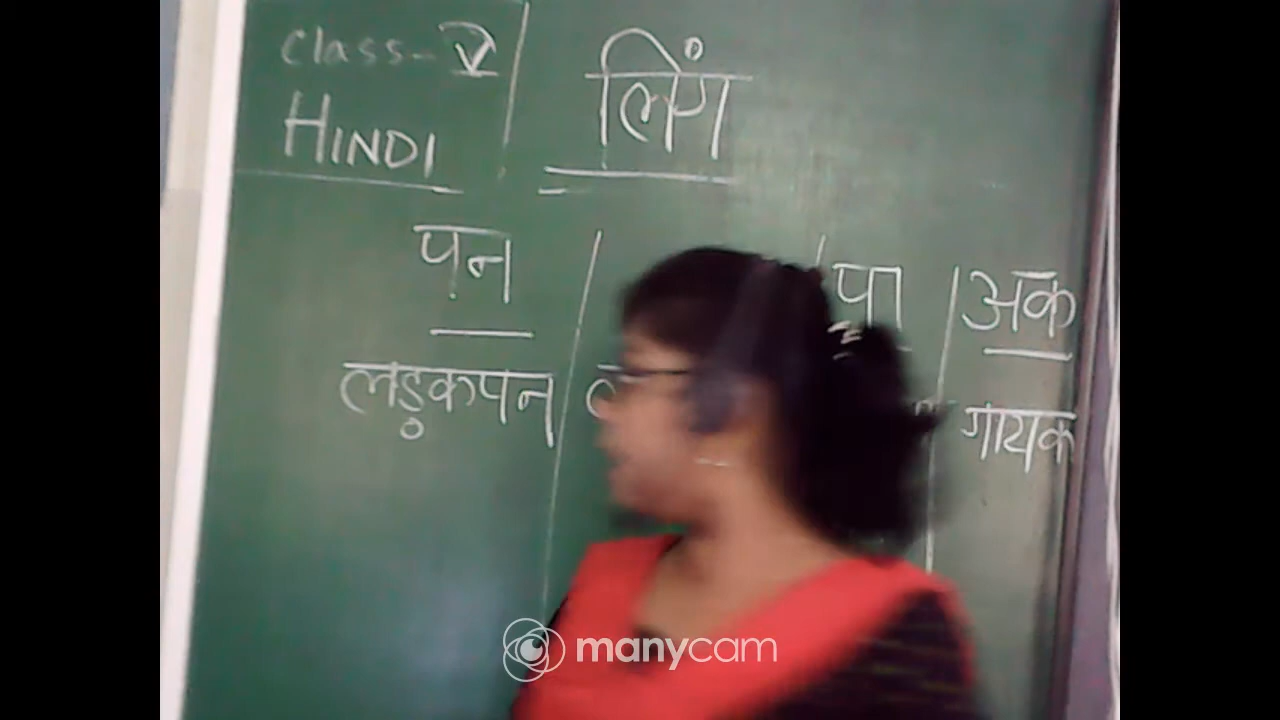 Class-V
HINDI
लिंग
पन
पा
अक
लड़कपन
गायक
manycam